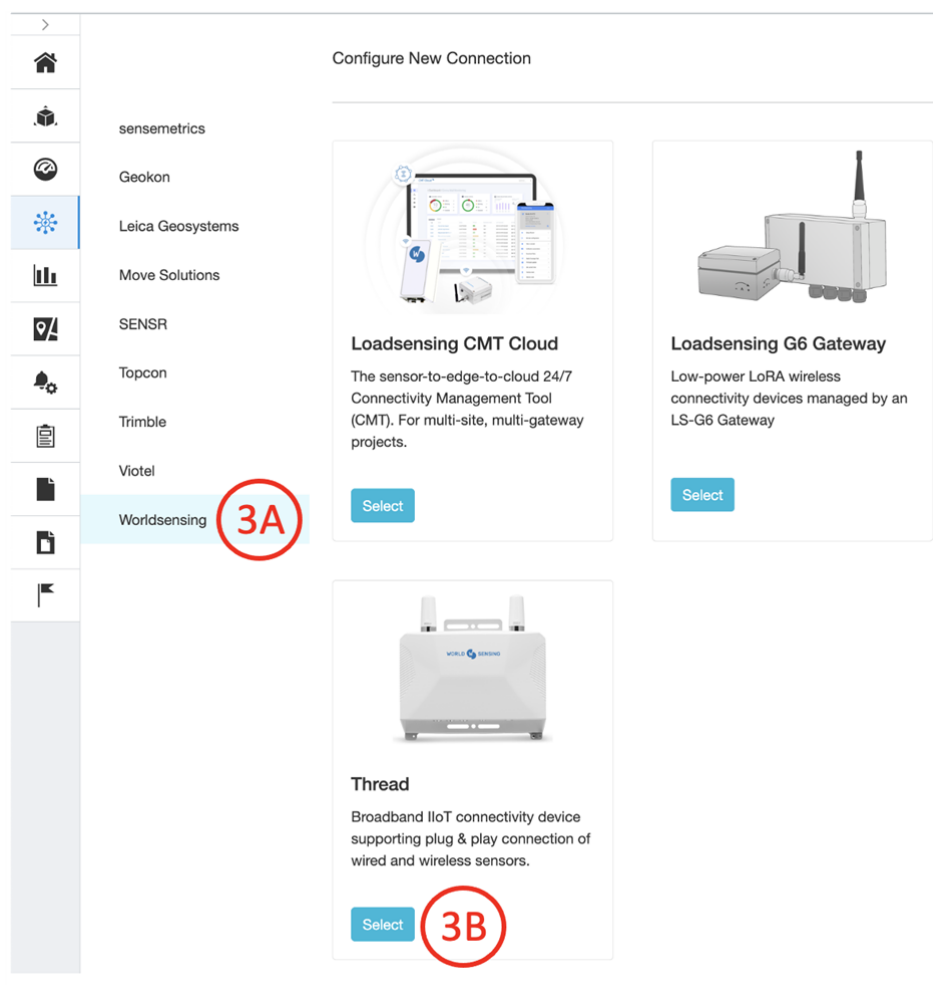 Configure New Connection
sensemetrics
Geokon
Leica Geosystems
Move Solutions
SENSR
Topcon
Trimble
Viotel
Worldsensing
3A
Loadsensing CMT Cloud
The sensor-to-edge-to-cloud 24/7
Connectivity Management Tool
(CMT). For multi-site, multi-gateway
projects.
Select
Loadsensing G6 Gateway
Low-power LoRA wireless
connectivity devices managed by an
LS-G6 Gateway
Select
WORLD SENSING
Thread
Broadband IIoT connectivity device
supporting plug & play connection of
wired and wireless sensors.
Select
3B